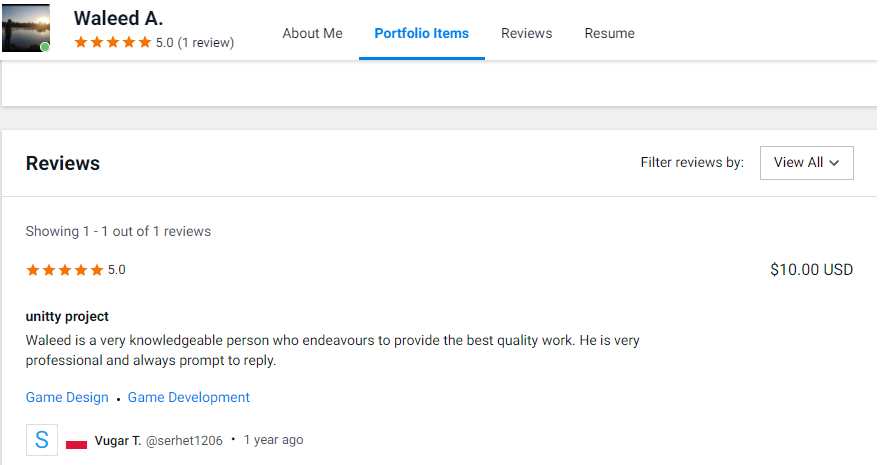 Waleed A.
5.0 (1 review)
About Me
Portfolio Items
Reviews
Resume
Reviews
Filter reviews by:
View All
Showing 1 - 1 out of 1 reviews
5.0
$10.00 USD
unitty project
Waleed is a very knowledgeable person who endeavours to provide the best quality work. He is very
professional and always prompt to reply.
Game Design • Game Development
S
Vugar T. @serhet1206 • 1 year ago